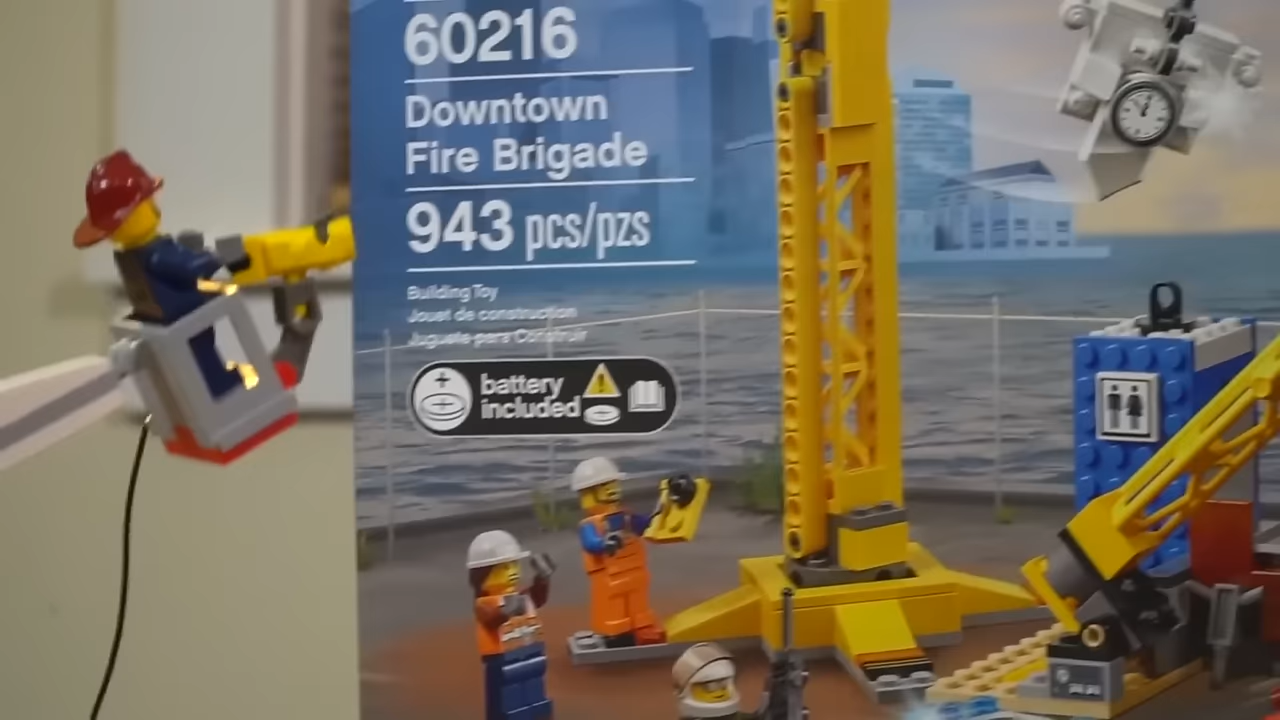 60216
Downtown
Fire Brigade
943 pcs/pzs
Building Toy
Jouet de construction
Juguete para Construir
battery
included